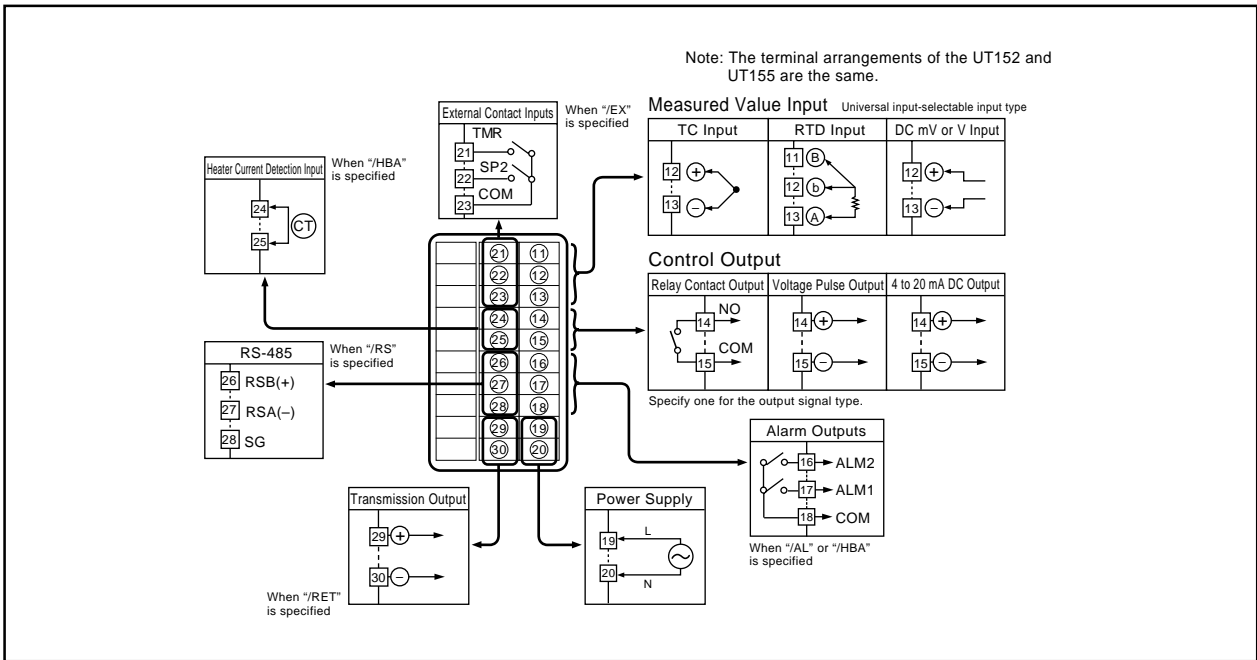 Note: The terminal arrangements of the UT152 and
UT155 are the same.
Measured Value Input Universal input-selectable input type
TC Input
12 +
13 −
RTD Input
11 B
12 b
13 A
DC mV or V Input
12 +
13 −
External Contact Inputs
TMR
21
SP2
22
COM
23
When “/EX”
is specified
Heater Current Detection Input
24
CT
25
When “/HBA”
is specified
21 11
22 12
23 13
24 14
25 15
26 16
27 17
28 18
29 19
30 20
Control Output
Relay Contact Output
NO
14
COM
15
Voltage Pulse Output
14 +
15 −
4 to 20 mA DC Output
14 +
15 −
Specify one for the output signal type.
RS-485
26 RSB(+)
27 RSA(−)
28 SG
When “/RS”
is specified
Alarm Outputs
16 ALM2
17 ALM1
18 COM
When “/AL” or “/HBA”
is specified
Transmission Output
29 +
30 −
When “/RET”
is specified
Power Supply
L
19
20
N